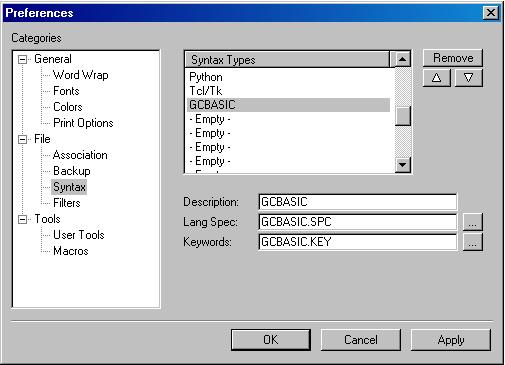 Preferences
Categories
General
Word Wrap
Fonts
Colors
Print Options
File
Association
Backup
Syntax
Filters
Tools
User Tools
Macros
Syntax Types
Python
Tcl/Tk
GCBASIC
- Empty -
- Empty -
- Empty -
- Empty -
Remove
Description: GCBASIC
Lang Spec: GCBASIC.SPC ...
Keywords: GCBASIC.KEY ...
OK Cancel Apply